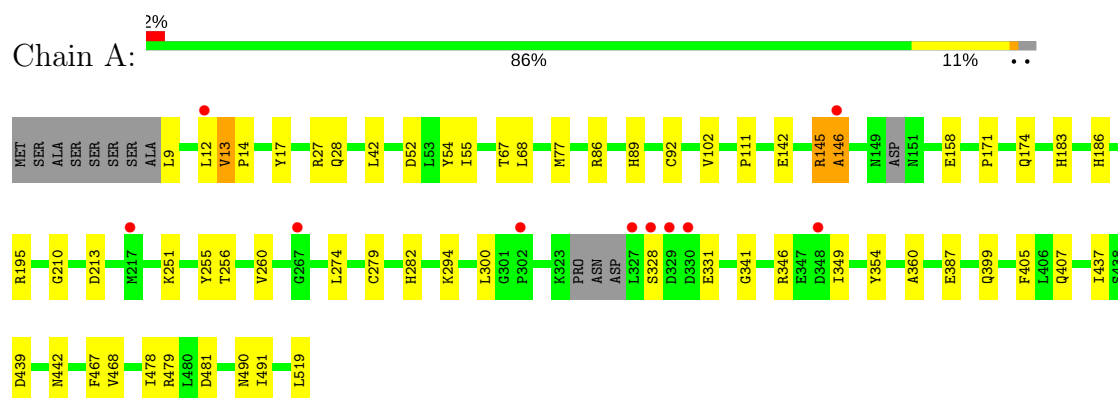 2%
Chain A:
86% 11% • •
MET SER ALA SER SER SER SER ALA L9 L12 V13 P14 Y17 R27 Q28 L42 D52 L53 Y54 I55 T67 L68 M77 R86 H89 C92 V102 P111 E142 R145 A146 N149 ASP N151 E158 P171 Q174 H183 H186
R195 G210 D213 M217 K251 Y255 T256 V260 G267 L274 C279 H282 K294 L300 G301 P302 K323 PRO ASN ASP L327 S328 D329 D330 E331 G341 R346 E347 D348 I349 Y354 A360 E387 Q399 F405 L406 Q407 I437 S438
D439 N442 F467 V468 I478 R479 L480 D481 N490 I491 L519